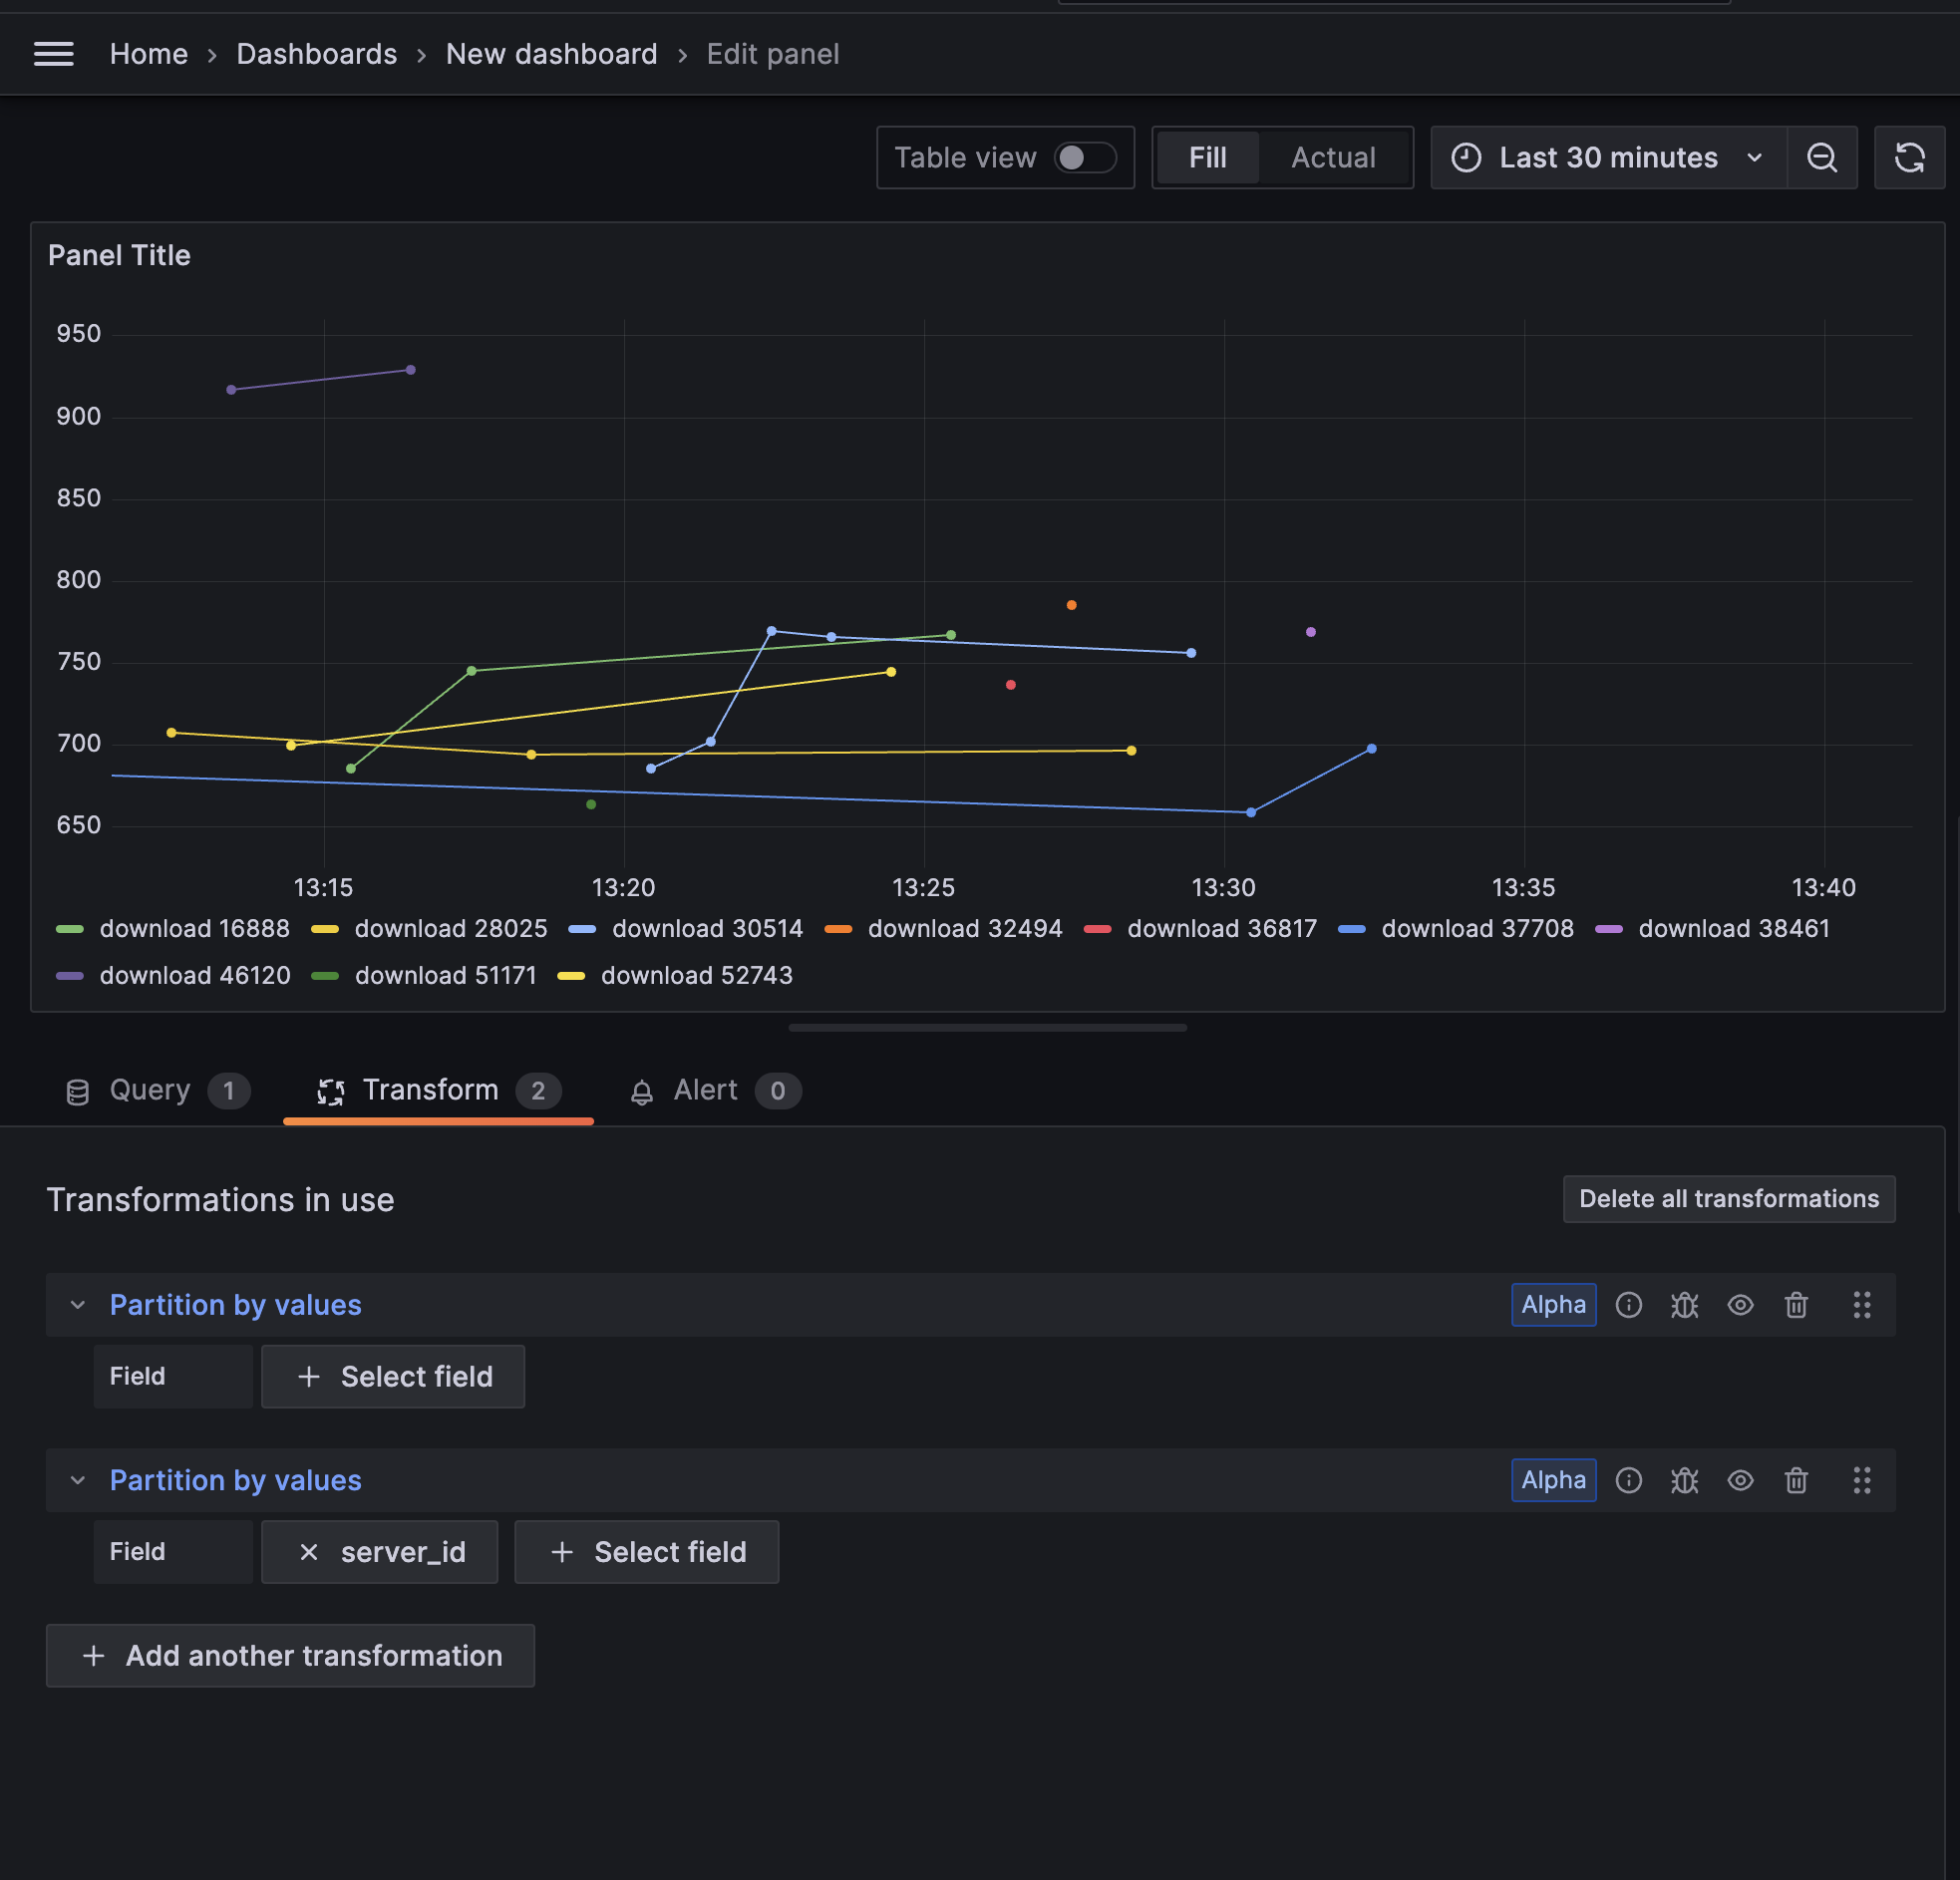 Home › Dashboards › New dashboard › Edit panel
Table view Fill Actual Last 30 minutes
Panel Title
950
900
850
800
750
700
650
13:15 13:20 13:25 13:30 13:35 13:40
download 16888 download 28025 download 30514 download 32494 download 36817 download 37708 download 38461
download 46120 download 51171 download 52743
Query 1 Transform 2 Alert 0
Transformations in use Delete all transformations
Partition by values Alpha
Field + Select field
Partition by values Alpha
Field × server_id + Select field
+ Add another transformation